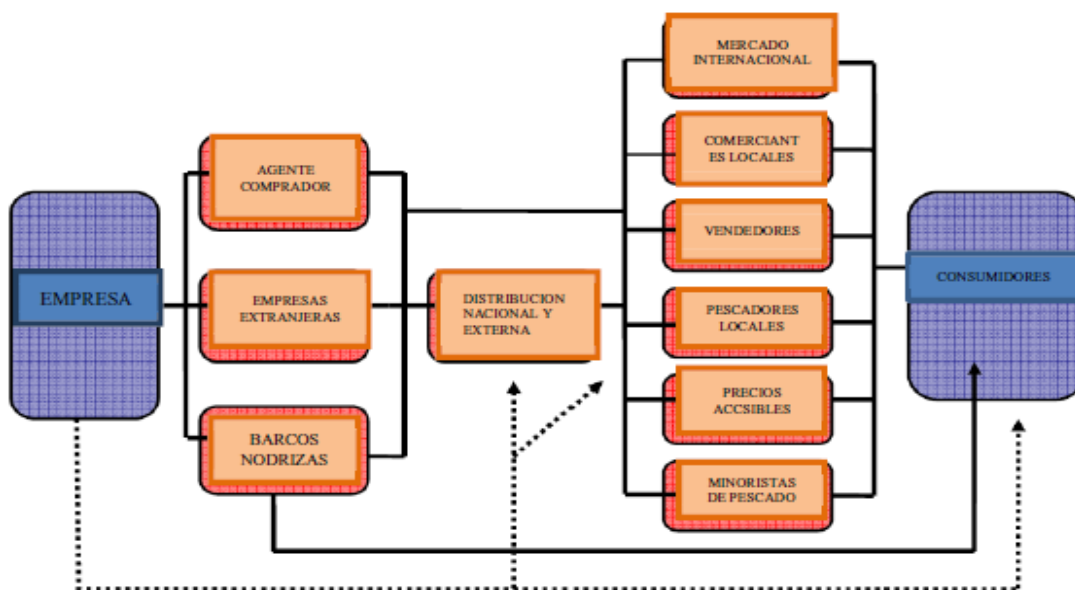 EMPRESA
AGENTE
COMPRADOR
EMPRESAS
EXTRANJERAS
BARCOS
NODRIZAS
DISTRIBUCION
NACIONAL Y
EXTERNA
MERCADO
INTERNACIONAL
COMERCIANT
ES LOCALES
VENDEDORES
PESCADORES
LOCALES
PRECIOS
ACCSIBLES
MINORISTAS
DE PESCADO
CONSUMIDORES